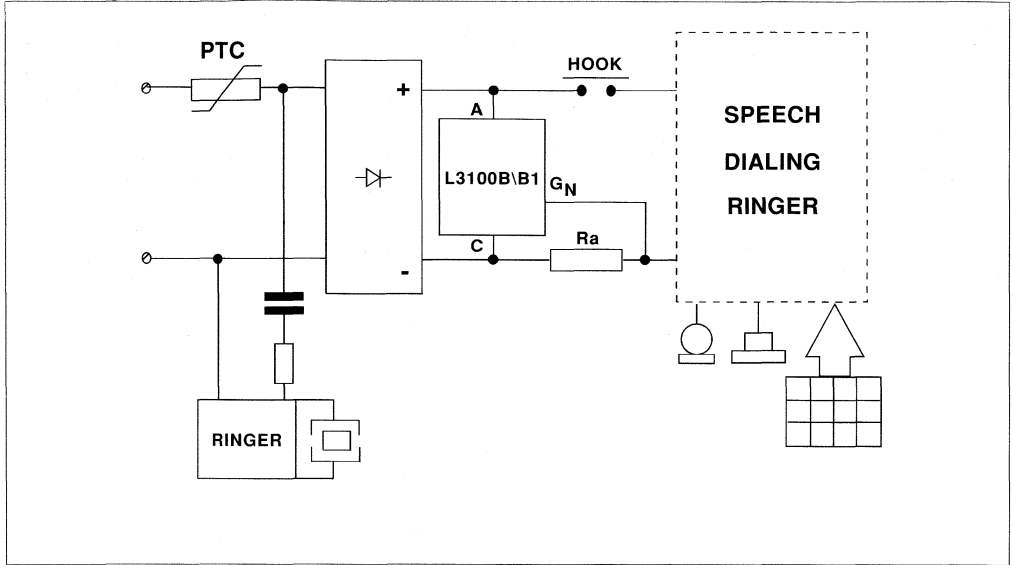 PTC
HOOK
+
A
SPEECH
DIALING
RINGER
L3100B\B1
GN
C
Ra
-
RINGER